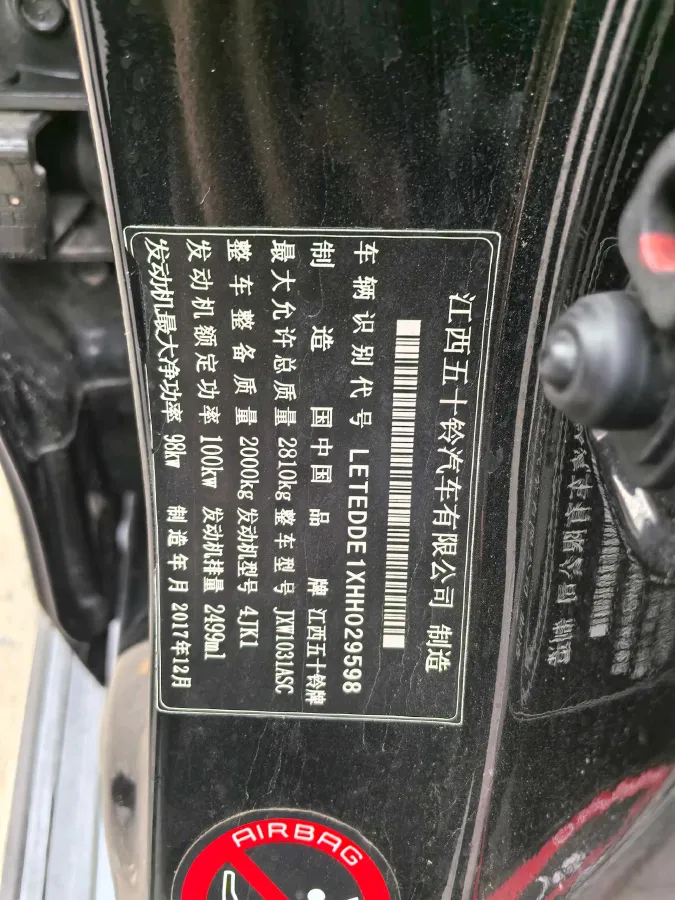 江西五十铃汽车有限公司 制造
车辆识别代号 LETEDDE1XHH029598
制造国 中国 品牌 江西五十铃牌
最大允许总质量 2810kg 整车型号 JXW1031ASC
整车整备质量 2000kg 发动机型号 4JK1
发动机额定功率 100kw 发动机排量 2499ml
发动机最大净功率 98kw 制造年月 2017年12月
AIRBAG